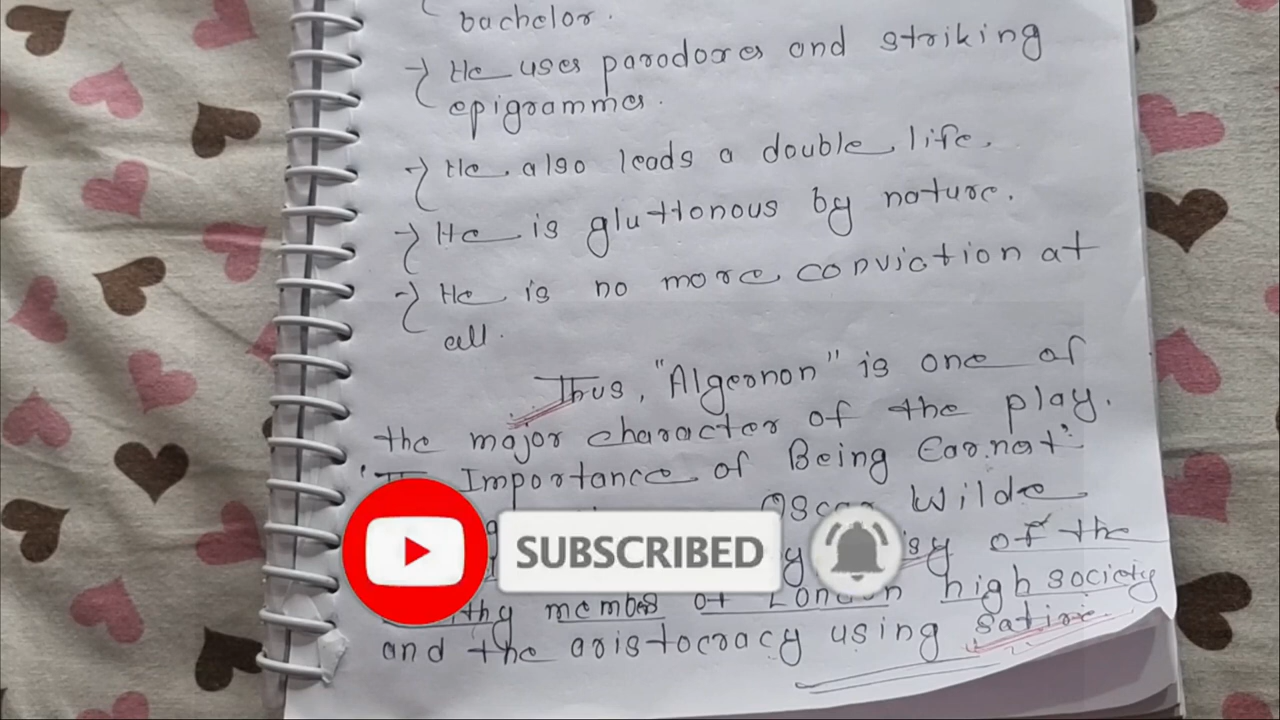 bachelor.
He uses paradoxes and striking
epigrammes.
He also leads a double life.
He is gluttonous by nature.
He is no more conviction at
all.
Thus, "Algernon" is one of
the major character of the play.
Importance of Being Earnest'
Oscar Wilde
SUBSCRIBED
of the
member of London high society
and the aristocracy using satire